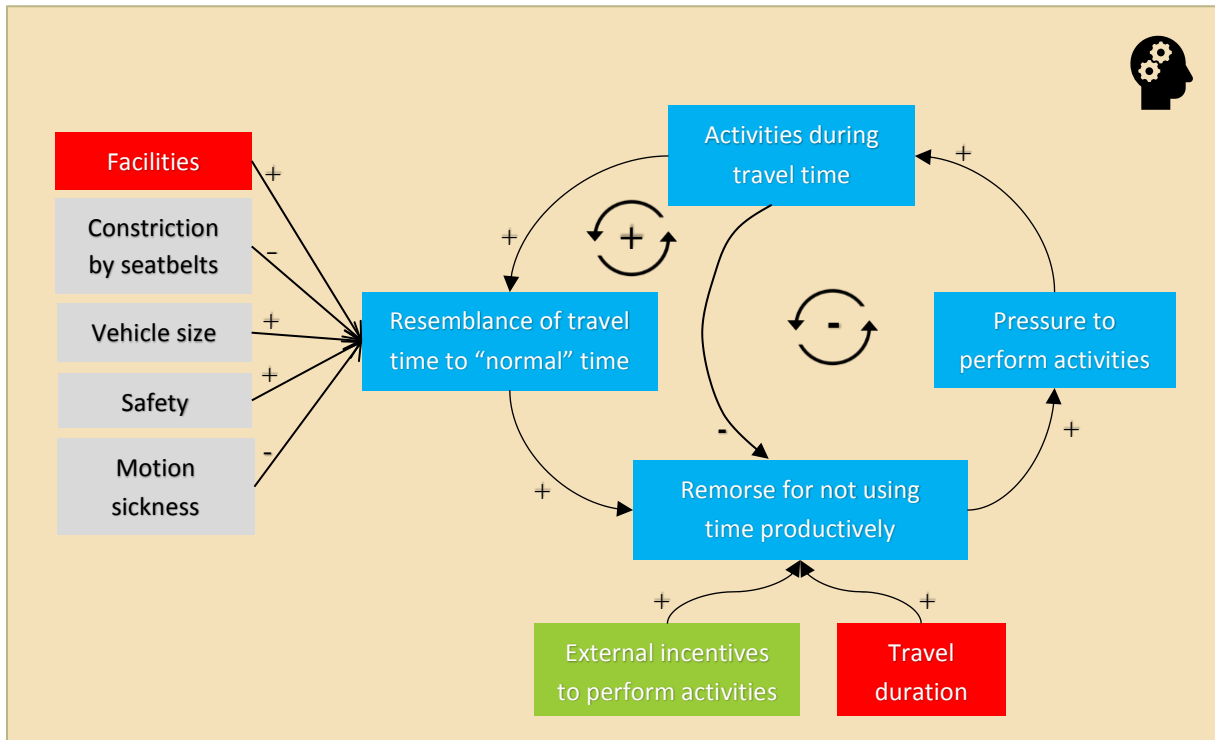 Facilities
+
Constriction
by seatbelts
-
Vehicle size
+
Safety
+
Motion
sickness
-
Activities during
travel time
+
+
+
Resemblance of travel
time to “normal” time
-
Pressure to
perform activities
-
+
+
Remorse for not using
time productively
+
+
External incentives
to perform activities
Travel
duration